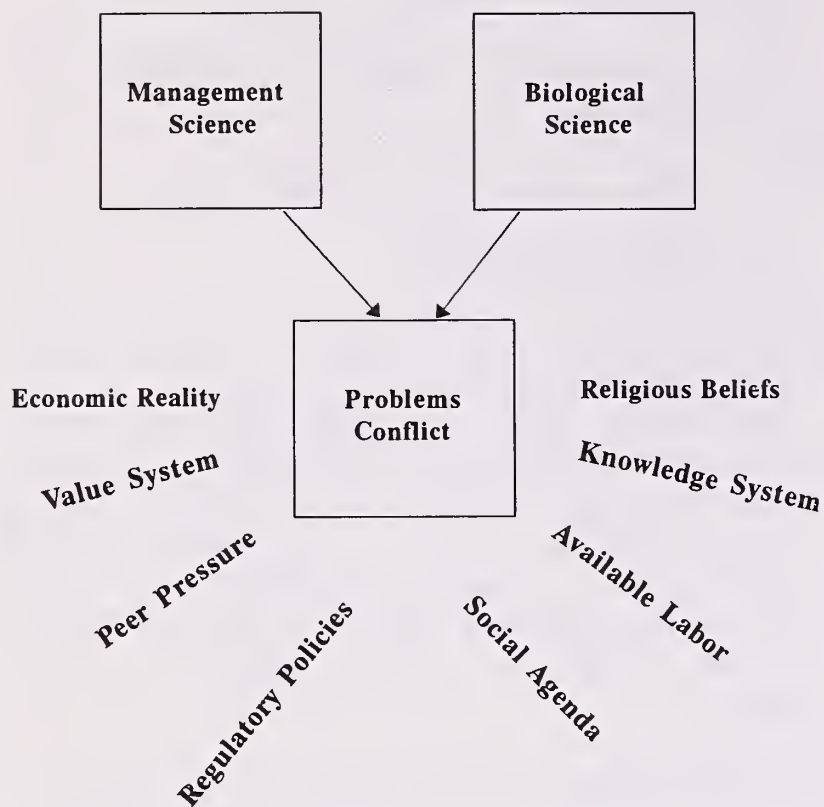 Management
Science
Biological
Science
Problems
Conflict
Economic Reality
Value System
Peer Pressure
Regulatory Policies
Religious Beliefs
Knowledge System
Available Labor
Social Agenda